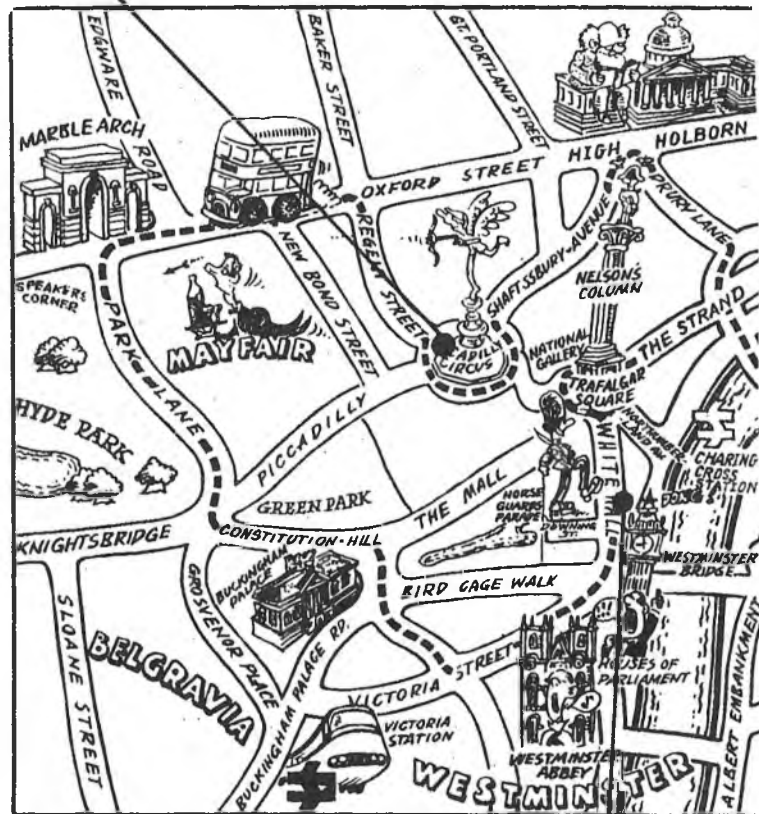 EDGWARE ROAD
BAKER STREET
GT. PORTLAND STREET
MARBLE ARCH
OXFORD STREET
HIGH HOLBORN
REGENT STREET
NEW BOND STREET
SHAFTSSBURY-AVENUE
DRURY LANE
NELSON'S
COLUMN
SPEAKERS
CORNER
PARK LANE
MAYFAIR
CIRCUS
NATIONAL
GALLERY
THE STRAND
TRAFALGAR
SQUARE
HYDE PARK
PICCADILLY
WHITEHALL
CHARING
CROSS
STATION
GREEN PARK
THE MALL
HORSE
GUARDS
PARADE
DOWNING
ST.
KNIGHTSBRIDGE
CONSTITUTION-HILL
WESTMINSTER
BRIDGE
BUCKINGHAM
PALACE
BIRD CAGE WALK
SLOANE STREET
GROSVENOR PLACE
BELGRAVIA
BUCKINGHAM PALACE RD.
VICTORIA STREET
HOUSES OF
PARLIAMENT
ALBERT EMBANKMENT
VICTORIA
STATION
WESTMINSTER
ABBEY
WESTMINSTER